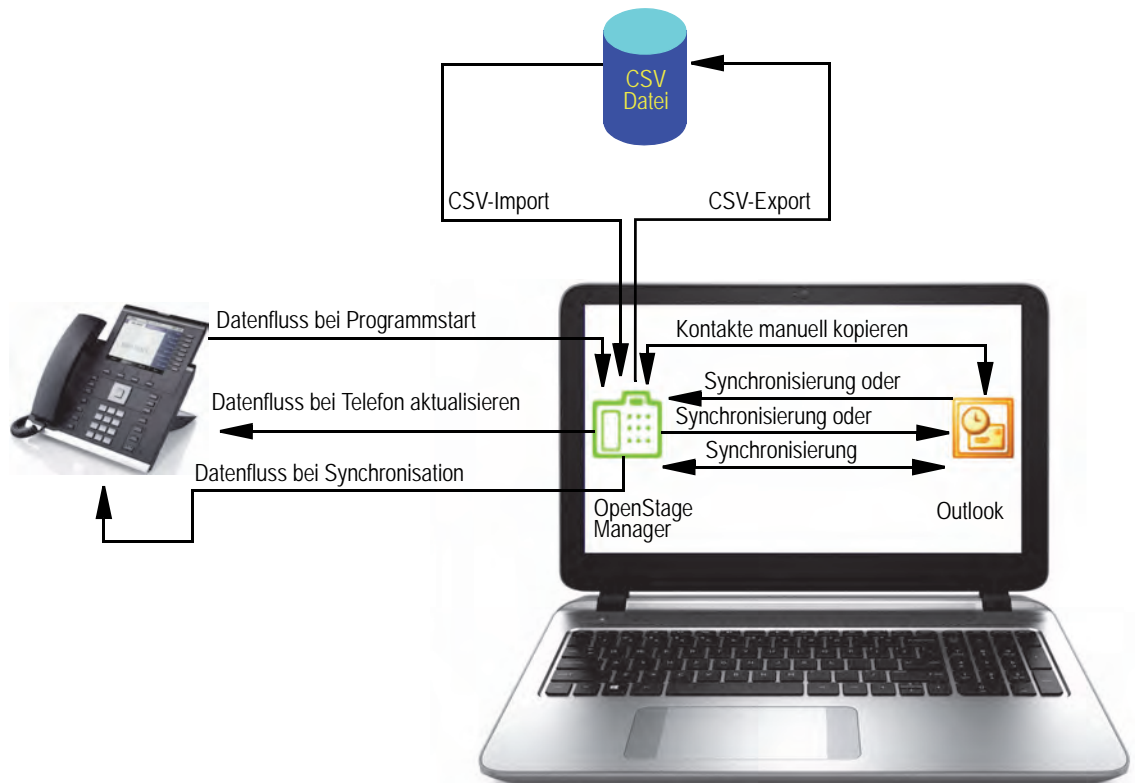 CSV
Datei
CSV-Import
CSV-Export
Datenfluss bei Programmstart
Kontakte manuell kopieren
Synchronisierung oder
Datenfluss bei Telefon aktualisieren
Synchronisierung oder
Synchronisierung
Datenfluss bei Synchronisation
OpenStage
Manager
Outlook